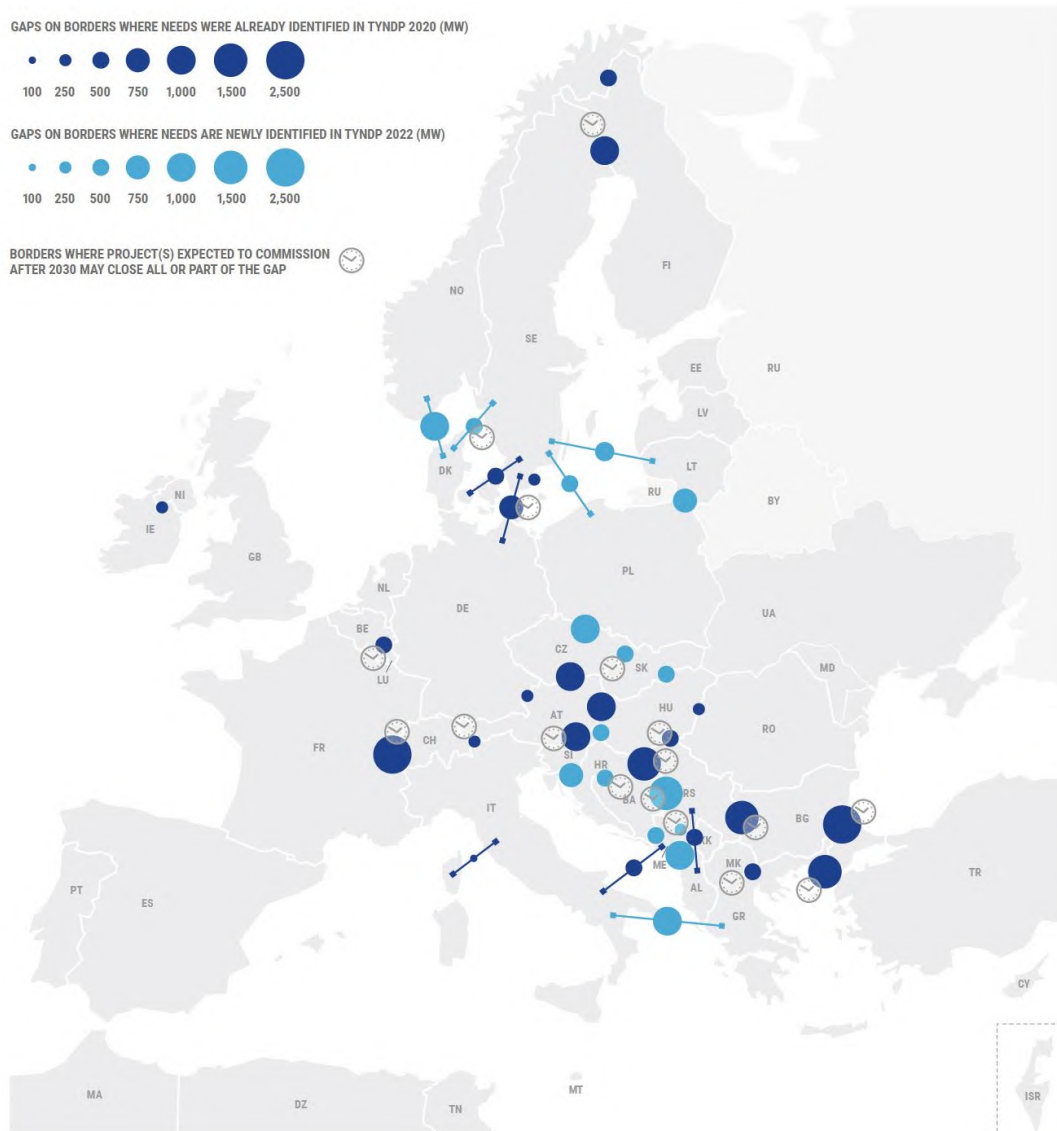 GAPS ON BORDERS WHERE NEEDS WERE ALREADY IDENTIFIED IN TYNDP 2020 (MW)
100 250 500 750 1,000 1,500 2,500
GAPS ON BORDERS WHERE NEEDS ARE NEWLY IDENTIFIED IN TYNDP 2022 (MW)
100 250 500 750 1,000 1,500 2,500
BORDERS WHERE PROJECT(S) EXPECTED TO COMMISSION
AFTER 2030 MAY CLOSE ALL OR PART OF THE GAP
FI
NO
SE
EE RU
LV
DK LT
NI RU BY
IE
GB PL
NL
DE UA
BE
CZ
LU SK MD
HU
AT RO
FR CH
SI
HR
BA RS
IT BG
XK
ME MK
PT AL TR
ES GR
CY
MT
MA ISR
DZ
TN